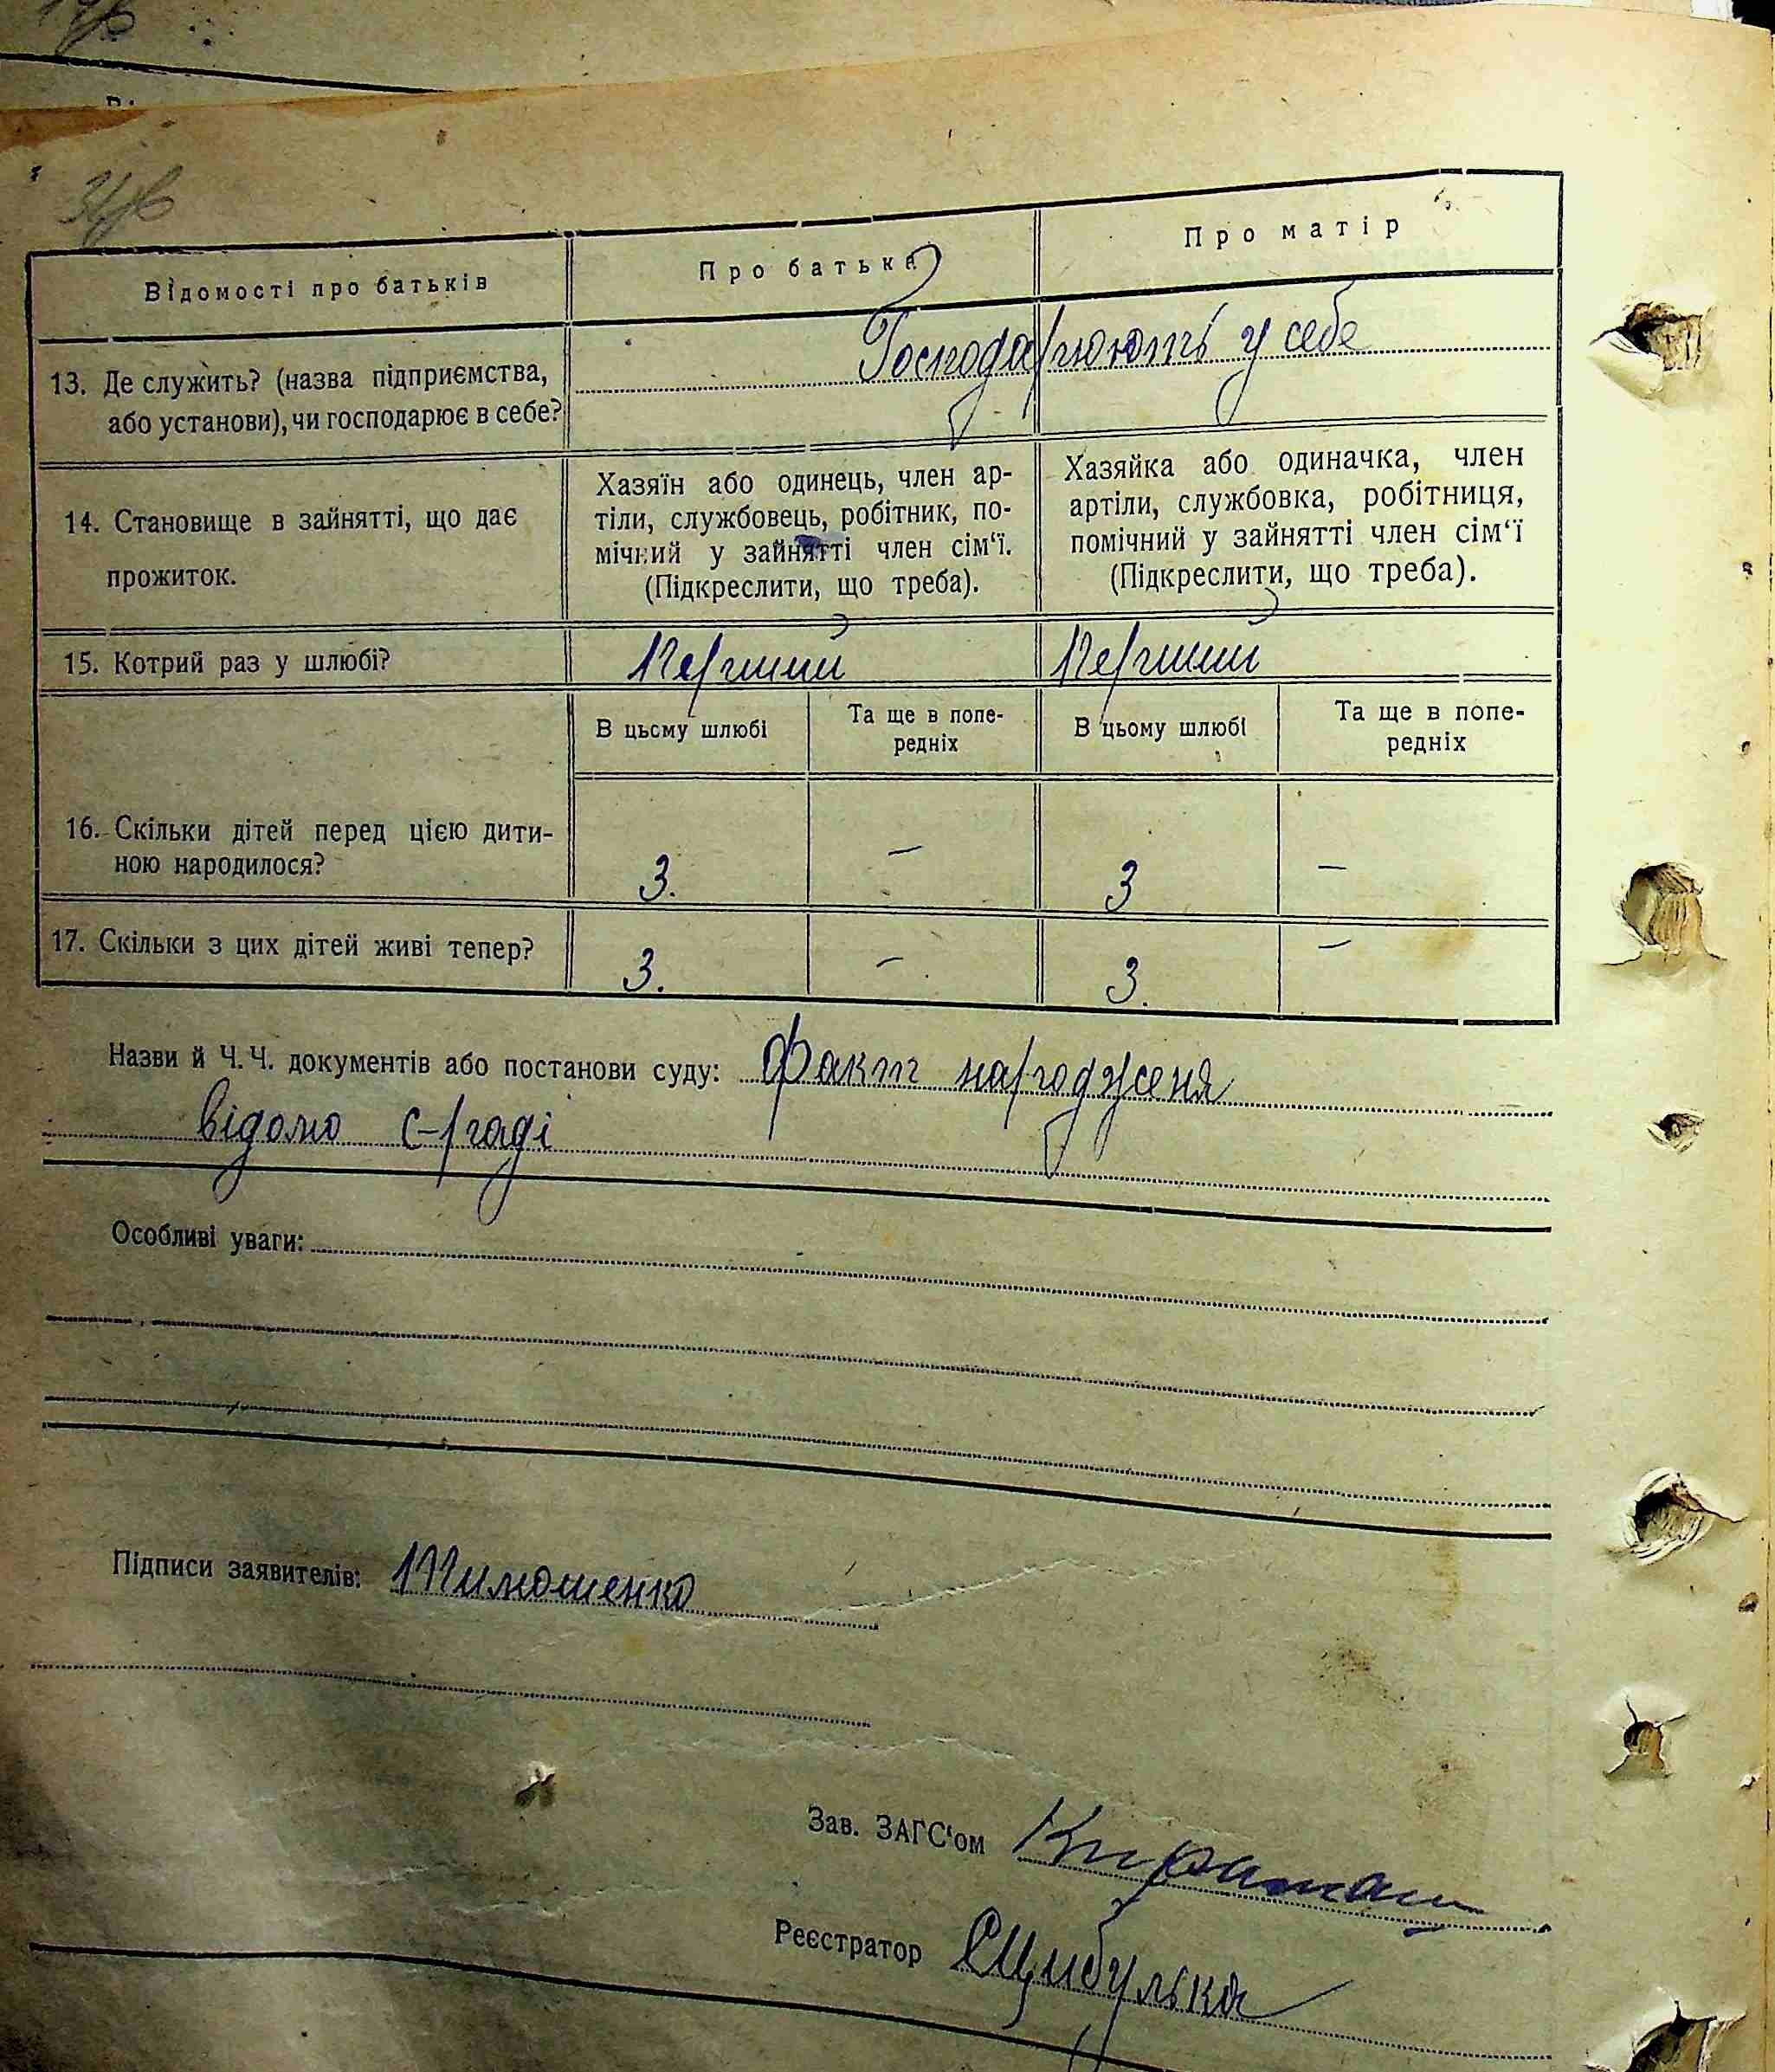 Відомості про батьків
Про батька
Про матір
13. Де служить? (назва підприємства,
або установи), чи господарює в себе?
Господарюють у себе
14. Становище в зайнятті, що дає
прожиток.
Хазяїн або одинець, член ар-
тіли, службовець, робітник, по-
мічний у зайнятті член сім‘ї.
(Підкреслити, що треба).
Хазяйка або одиначка, член
артіли, службовка, робітниця,
помічний у зайнятті член сім‘ї
(Підкреслити, що треба).
15. Котрий раз у шлюбі?
Перший
Перший
В цьому шлюбі
Та ще в попе-
редніх
В цьому шлюбі
Та ще в попе-
редніх
16. Скільки дітей перед цією дити-
ною народилося?
3.
—
3
—
17. Скільки з цих дітей живі тепер?
3.
—
3.
—
Назви й Ч.Ч. документів або постанови суду: Факт народженя
відомо с-раді
Особливі уваги:
Підписи заявителів: Тимошенко
Зав. ЗАГС‘ом
Реєстратор Цибулька